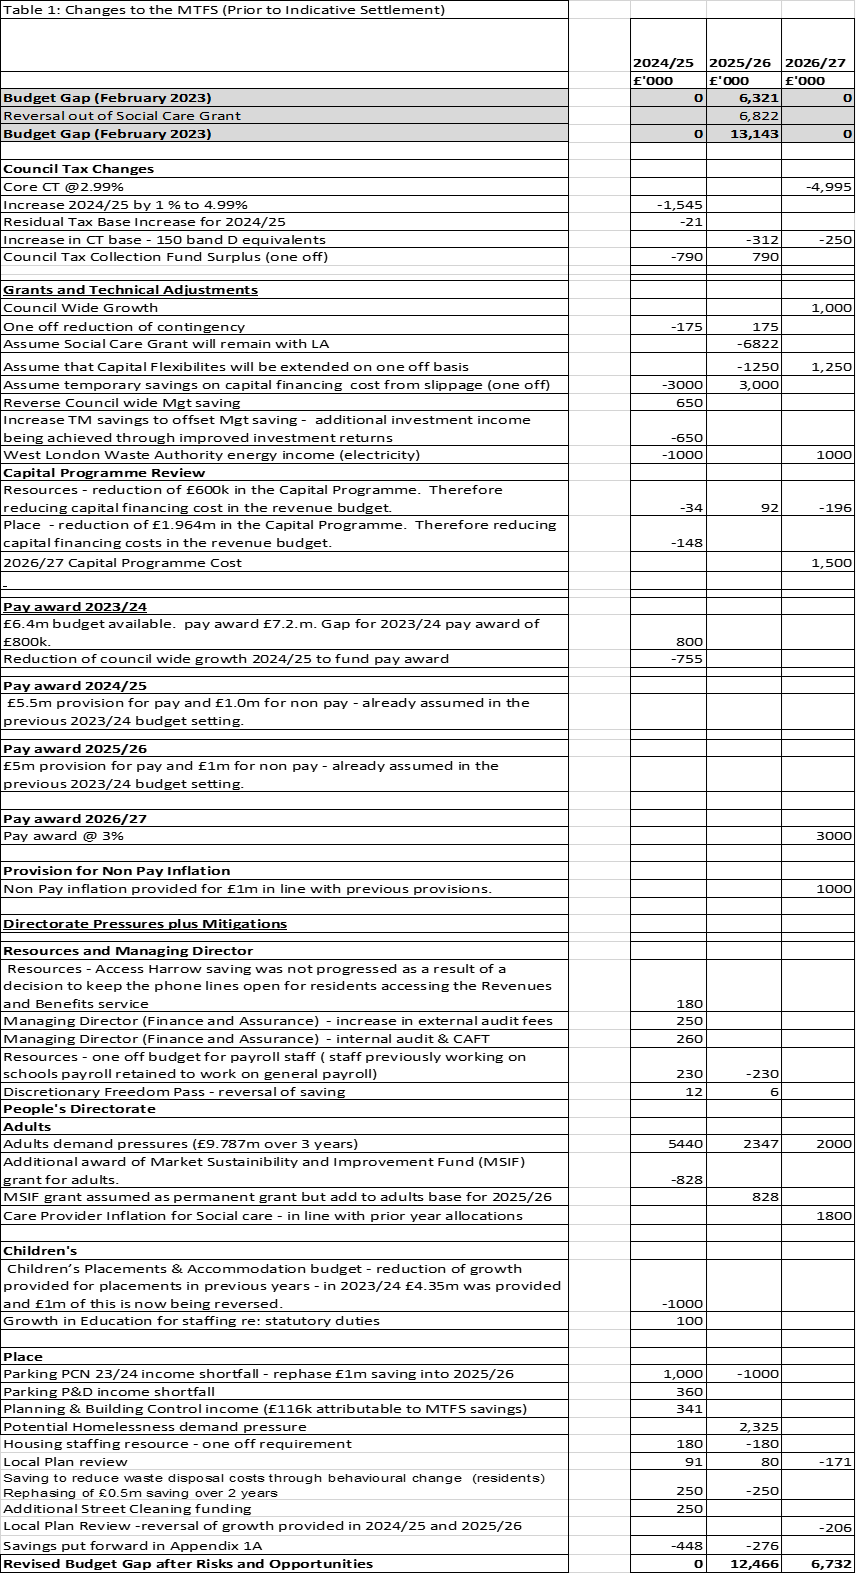 Table 1: Changes to the MTFS (Prior to Indicative Settlement)
2024/25 2025/26 2026/27
£'000 £'000 £'000
Budget Gap (February 2023) 0 6,321 0
Reversal out of Social Care Grant 6,822
Budget Gap (February 2023) 0 13,143 0
Council Tax Changes
Core CT @2.99% -4,995
Increase 2024/25 by 1 % to 4.99% -1,545
Residual Tax Base Increase for 2024/25 -21
Increase in CT base - 150 band D equivalents -312 -250
Council Tax Collection Fund Surplus (one off) -790 790
Grants and Technical Adjustments
Council Wide Growth 1,000
One off reduction of contingency -175 175
Assume Social Care Grant will remain with LA -6822
Assume that Capital Flexibilites will be extended on one off basis -1250 1,250
Assume temporary savings on capital financing cost from slippage (one off) -3000 3,000
Reverse Council wide Mgt saving 650
Increase TM savings to offset Mgt saving - additional investment income
being achieved through improved investment returns -650
West London Waste Authority energy income (electricity) -1000 1000
Capital Programme Review
Resources - reduction of £600k in the Capital Programme. Therefore
reducing capital financing cost in the revenue budget. -34 92 -196
Place - reduction of £1.964m in the Capital Programme. Therefore reducing
capital financing costs in the revenue budget. -148
2026/27 Capital Programme Cost 1,500
-
Pay award 2023/24
£6.4m budget available. pay award £7.2.m. Gap for 2023/24 pay award of
£800k. 800
Reduction of council wide growth 2024/25 to fund pay award -755
Pay award 2024/25
£5.5m provision for pay and £1.0m for non pay - already assumed in the
previous 2023/24 budget setting.
Pay award 2025/26
£5m provision for pay and £1m for non pay - already assumed in the
previous 2023/24 budget setting.
Pay award 2026/27
Pay award @ 3% 3000
Provision for Non Pay Inflation
Non Pay inflation provided for £1m in line with previous provisions. 1000
Directorate Pressures plus Mitigations
Resources and Managing Director
Resources - Access Harrow saving was not progressed as a result of a
decision to keep the phone lines open for residents accessing the Revenues
and Benefits service 180
Managing Director (Finance and Assurance) - increase in external audit fees 250
Managing Director (Finance and Assurance) - internal audit & CAFT 260
Resources - one off budget for payroll staff ( staff previously working on
schools payroll retained to work on general payroll) 230 -230
Discretionary Freedom Pass - reversal of saving 12 6
People's Directorate
Adults
Adults demand pressures (£9.787m over 3 years) 5440 2347 2000
Additional award of Market Sustainibility and Improvement Fund (MSIF)
grant for adults. -828
MSIF grant assumed as permanent grant but add to adults base for 2025/26 828
Care Provider Inflation for Social care - in line with prior year allocations 1800
Children's
Children's Placements & Accommodation budget - reduction of growth
provided for placements in previous years - in 2023/24 £4.35m was provided
and £1m of this is now being reversed. -1000
Growth in Education for staffing re: statutory duties 100
Place
Parking PCN 23/24 income shortfall - rephase £1m saving into 2025/26 1,000 -1000
Parking P&D income shortfall 360
Planning & Building Control income (£116k attributable to MTFS savings) 341
Potential Homelessness demand pressure 2,325
Housing staffing resource - one off requirement 180 -180
Local Plan review 91 80 -171
Saving to reduce waste disposal costs through behavioural change (residents)
Rephasing of £0.5m saving over 2 years 250 -250
Additional Street Cleaning funding 250
Local Plan Review -reversal of growth provided in 2024/25 and 2025/26 -206
Savings put forward in Appendix 1A -448 -276
Revised Budget Gap after Risks and Opportunities 0 12,466 6,732